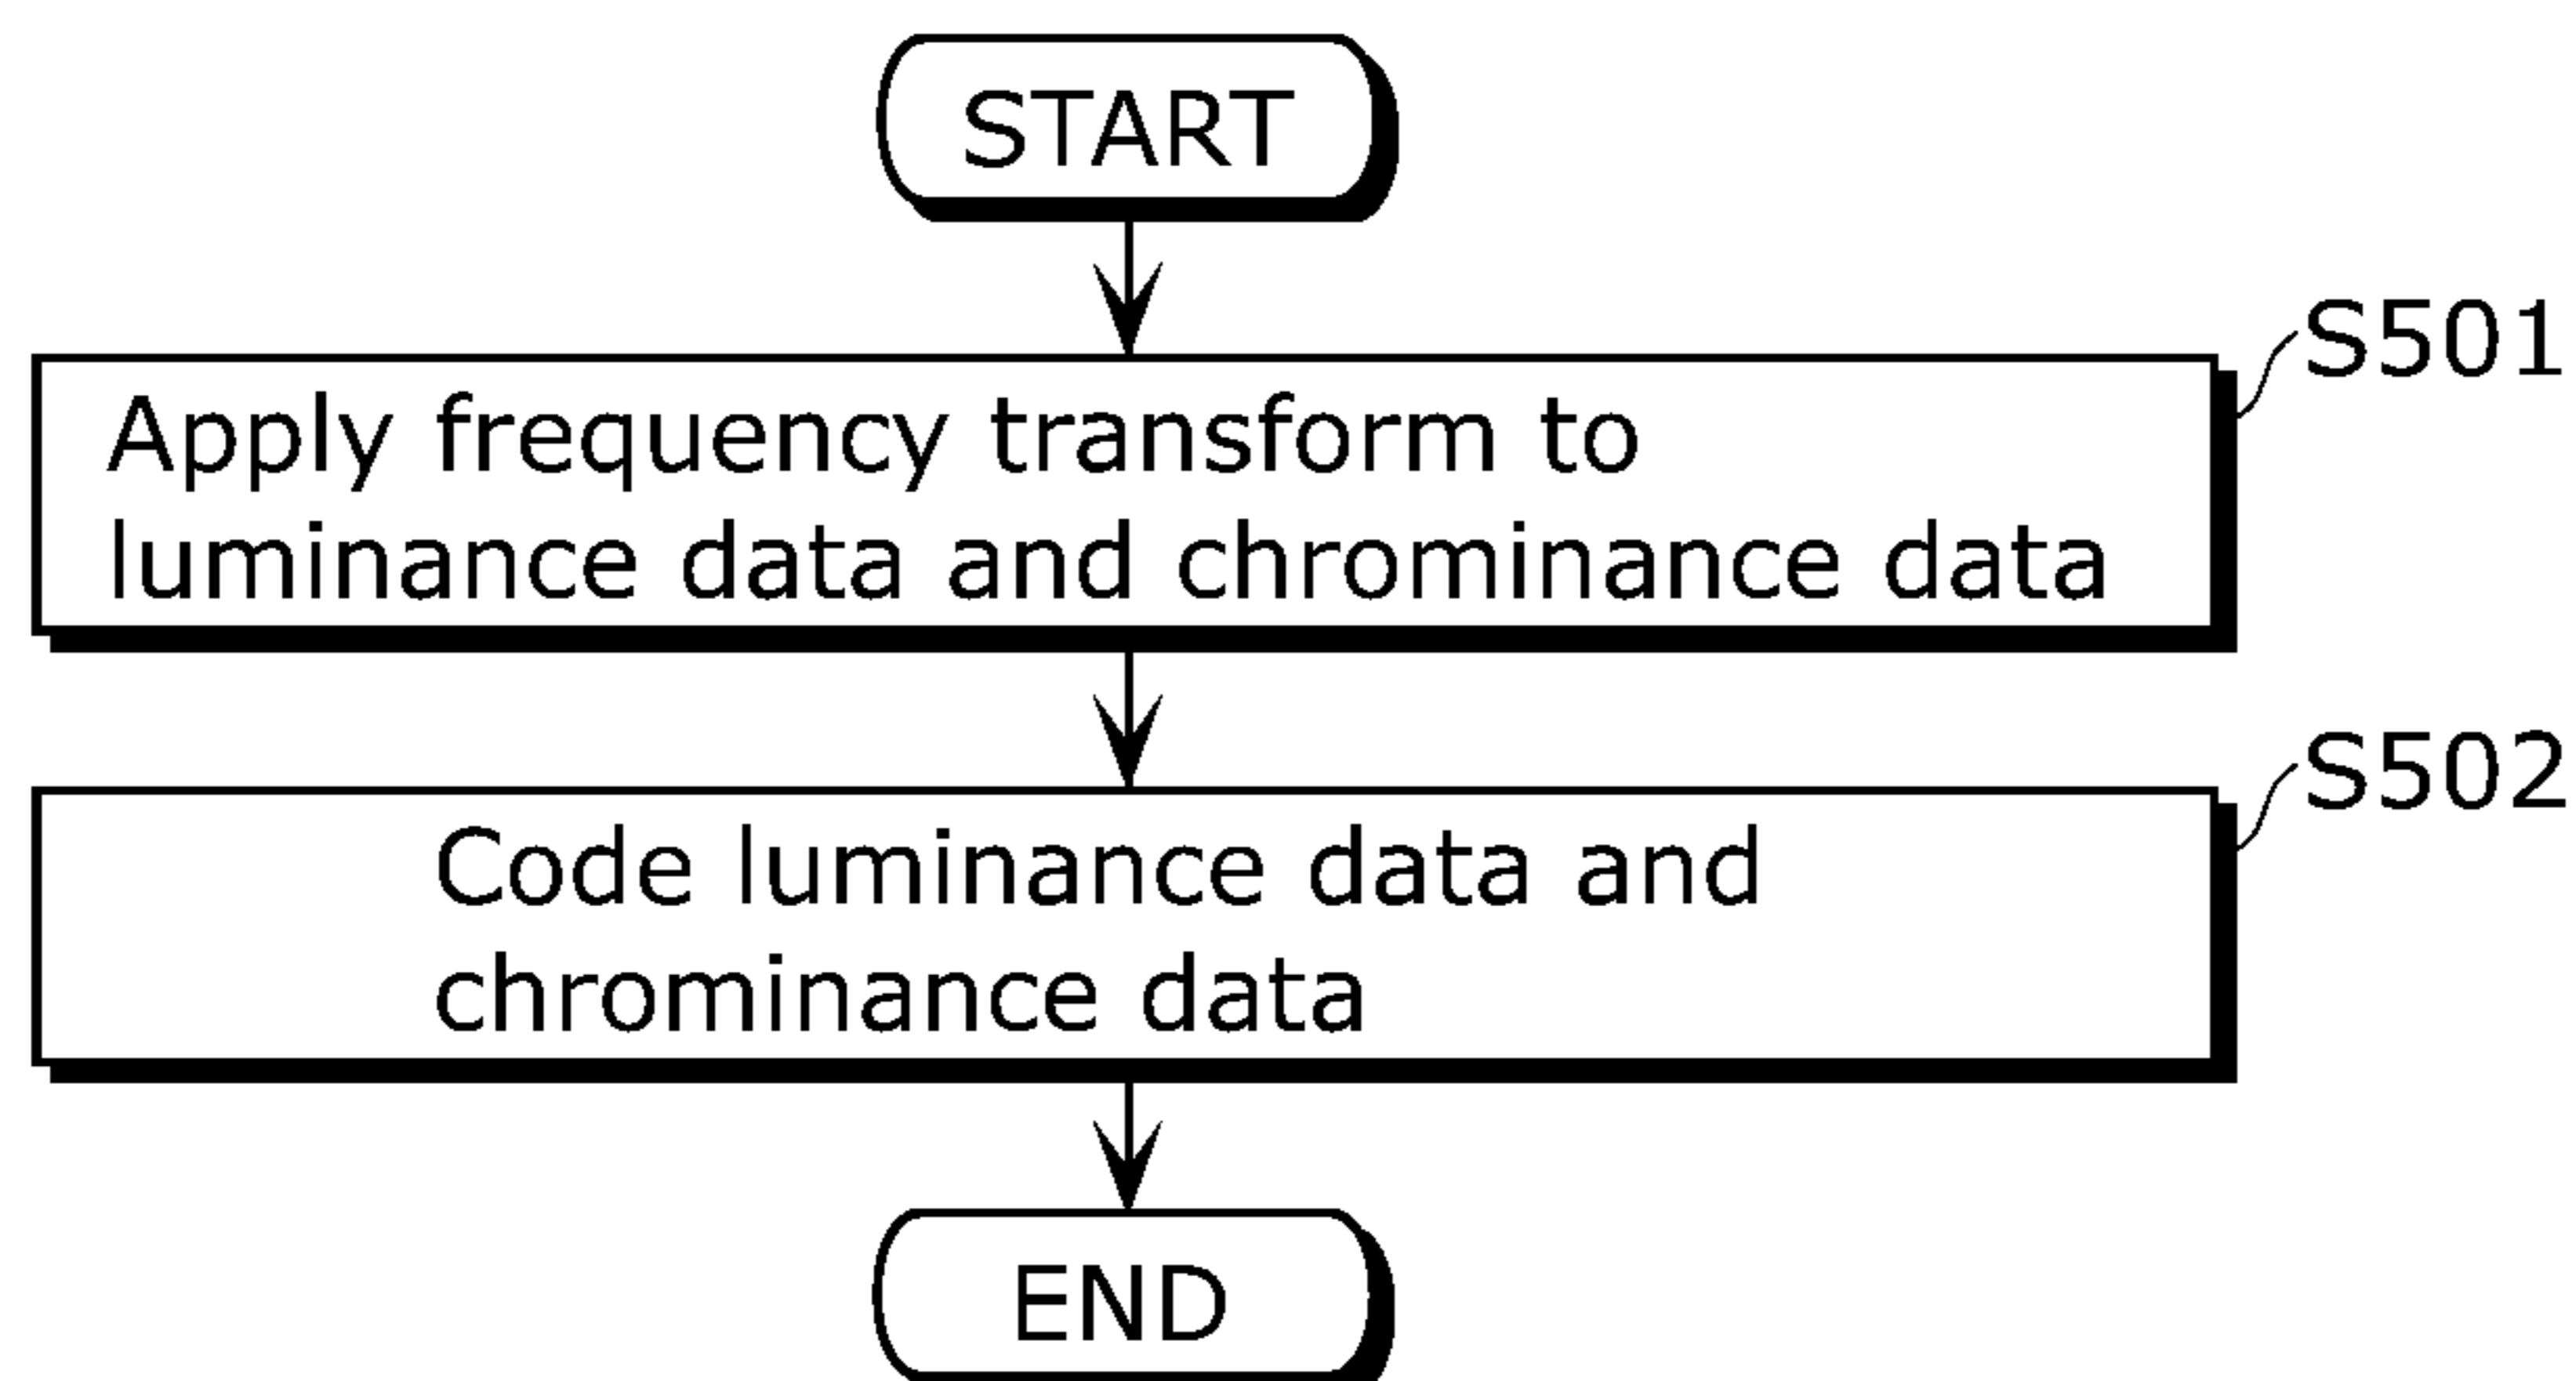 START
S501
Apply frequency transform to
luminance data and chrominance data
S502
Code luminance data and
chrominance data
END